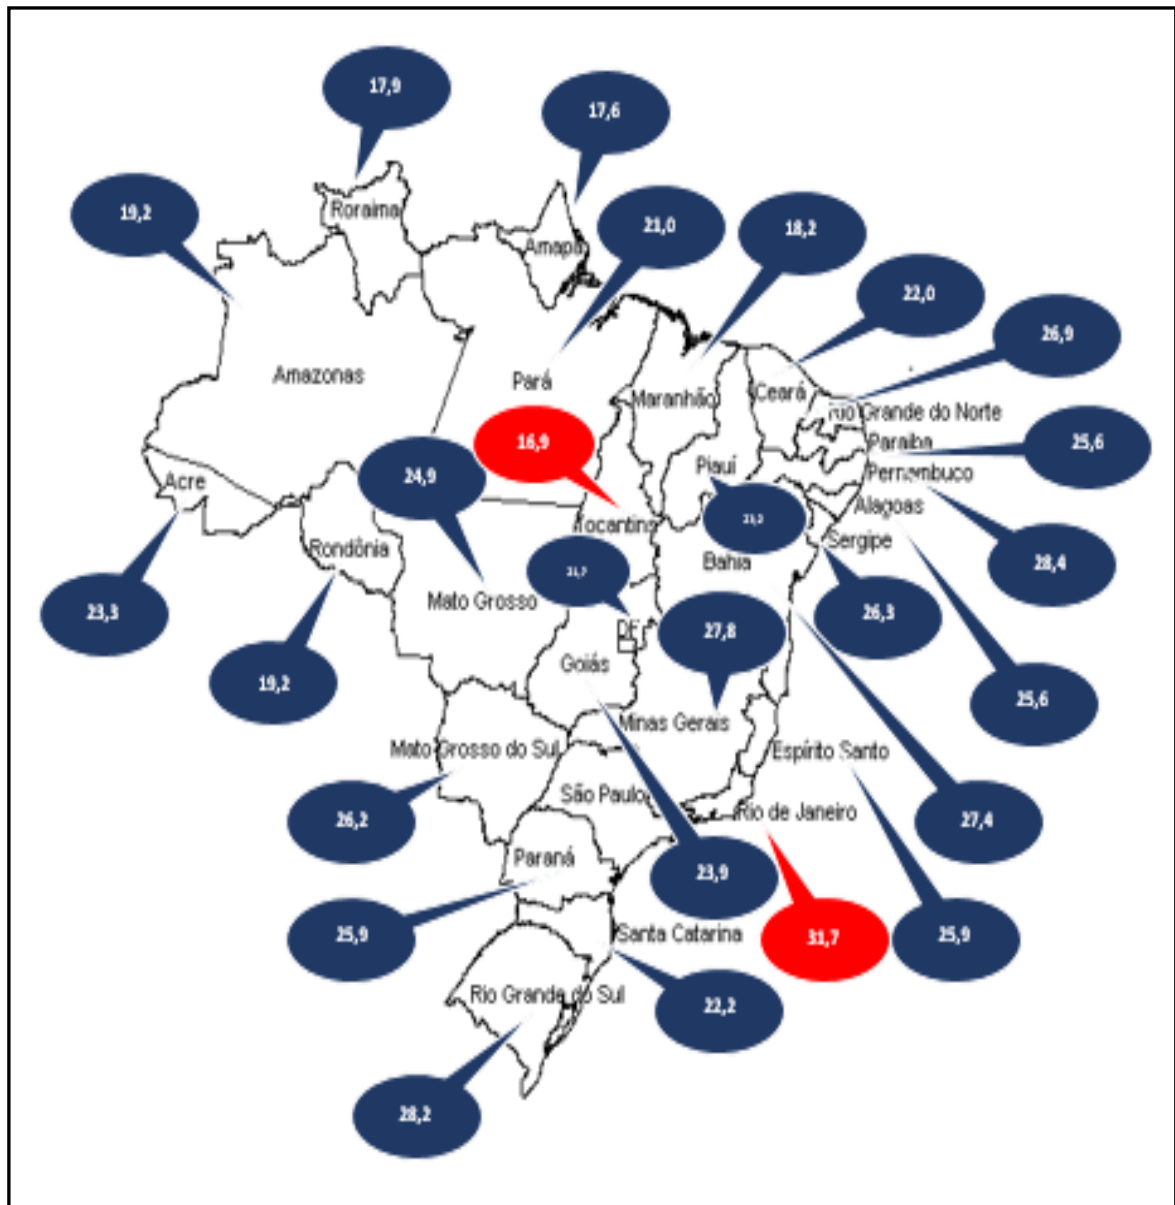 17,9
17,6
19,2
Roraima
21,0
18,2
Amapá
22,0
26,9
Amazonas
Pará
Maranhão
Ceará
Rio Grande do Norte
16,9
Paraiba
25,6
24,9
Piauí
Pernambuco
Acre
Alagoas
Tocantins
Rondônia
Bahia
Sergipe
28,4
Mato Grosso
23,3
26,3
DF
27,8
Goiás
19,2
25,6
Minas Gerais
Mato Grosso do Sul
Espírito Santo
São Paulo
Rio de Janeiro
26,2
27,4
Paraná
23,9
25,9
Santa Catarina
31,7
25,9
Rio Grande do Sul
22,2
28,2